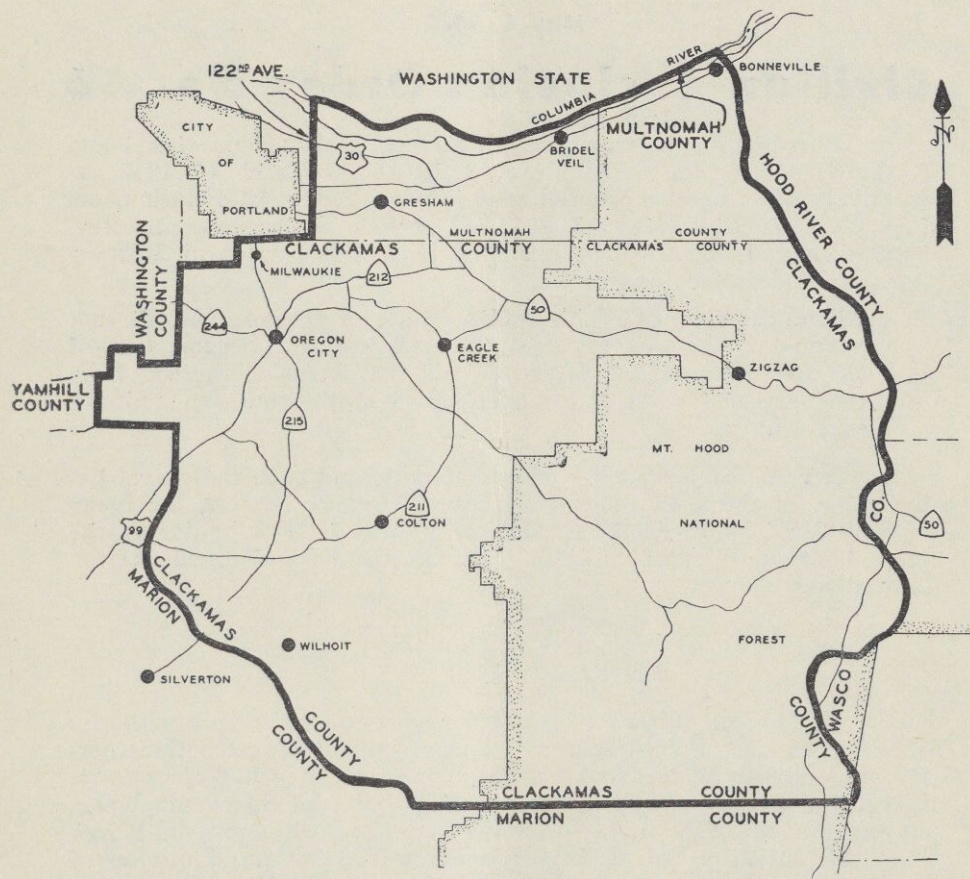 122ND AVE.
WASHINGTON STATE
COLUMBIA
RIVER
BONNEVILLE
CITY
OF
PORTLAND
30
BRIDEL
VEIL
MULTNOMAH
COUNTY
GRESHAM
HOOD RIVER COUNTY
CLACKAMAS
MULTNOMAH
COUNTY
CLACKAMAS
COUNTY
CLACKAMAS
COUNTY
COUNTY
WASHINGTON
COUNTY
MILWAUKIE
212
50
244
OREGON
CITY
EAGLE
CREEK
ZIGZAG
YAMHILL
COUNTY
215
MT. HOOD
NATIONAL
FOREST
211
COLTON
99
CO.
50
CLACKAMAS
MARION
WILHOIT
SILVERTON
COUNTY
COUNTY
WASCO
COUNTY
CLACKAMAS
COUNTY
MARION
COUNTY